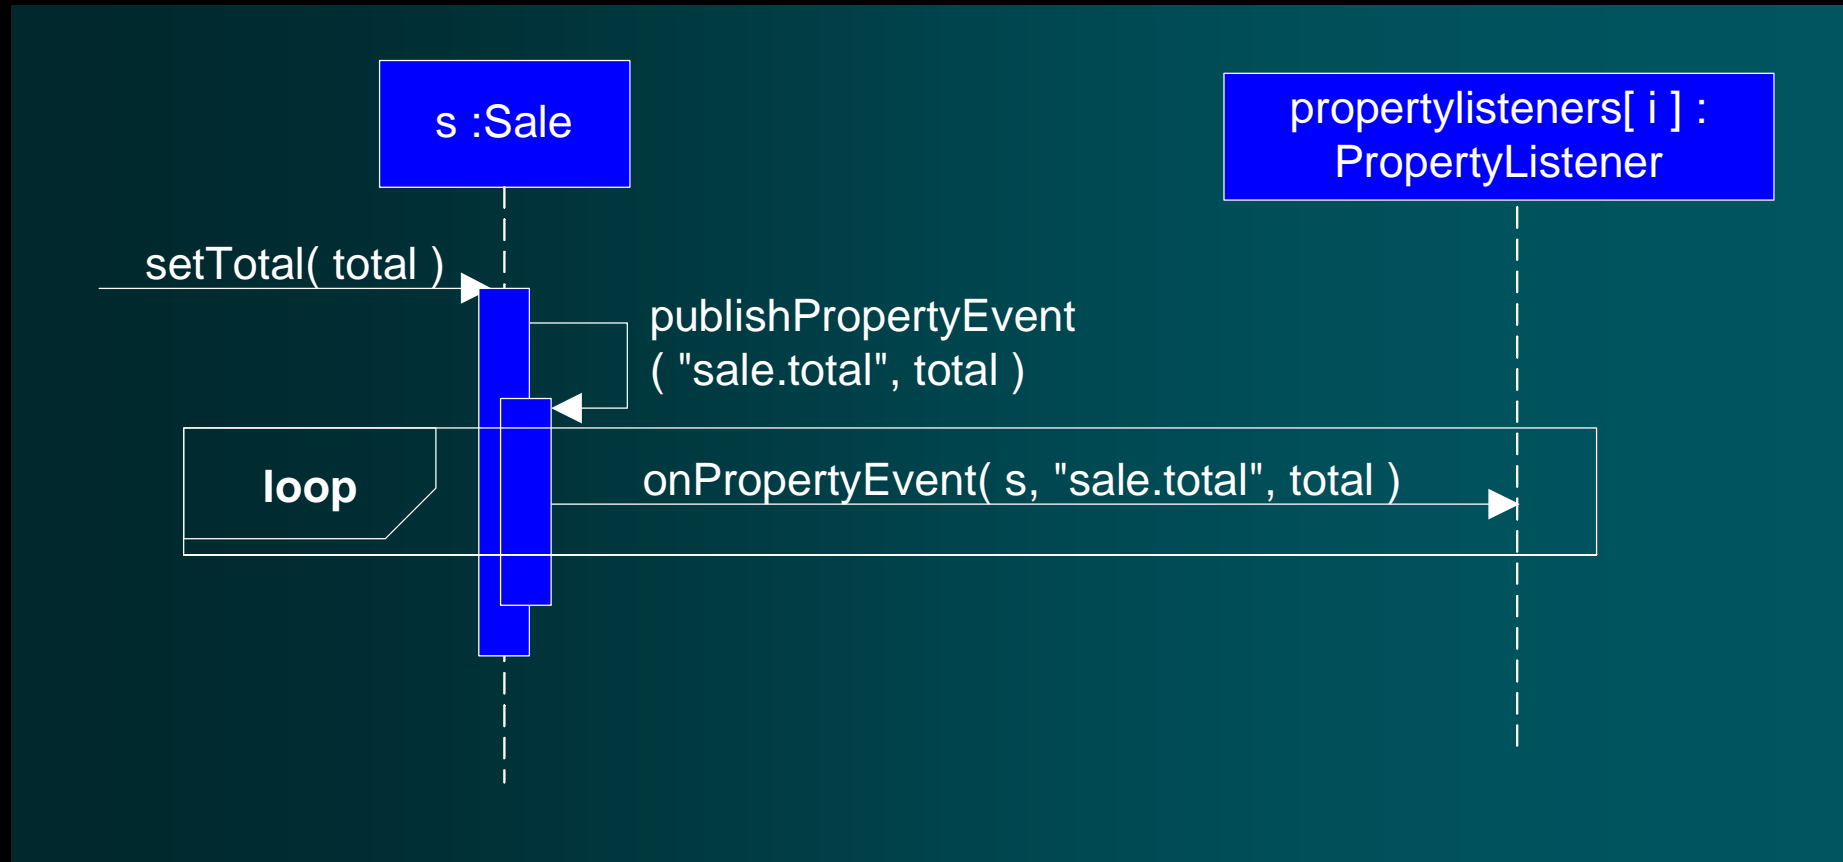 s :Sale
propertylisteners[ i ] :
PropertyListener
setTotal( total )
publishPropertyEvent
( "sale.total", total )
loop
onPropertyEvent( s, "sale.total", total )